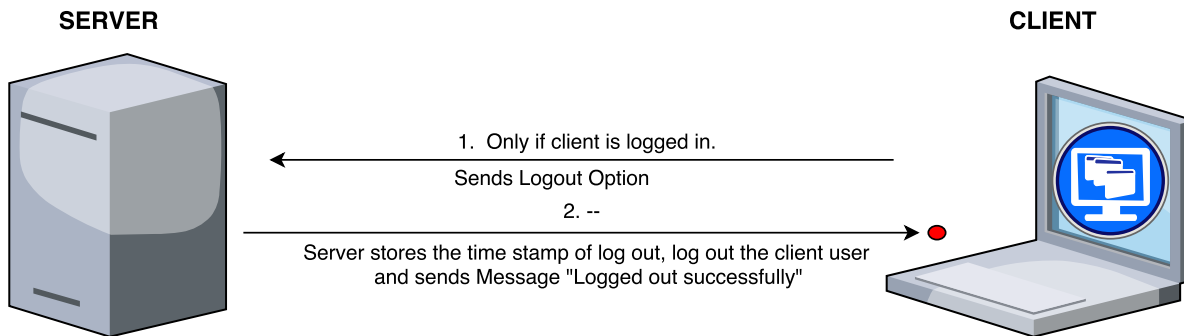 SERVER
CLIENT
1. Only if client is logged in.
Sends Logout Option
2. --
Server stores the time stamp of log out, log out the client user
and sends Message "Logged out successfully"